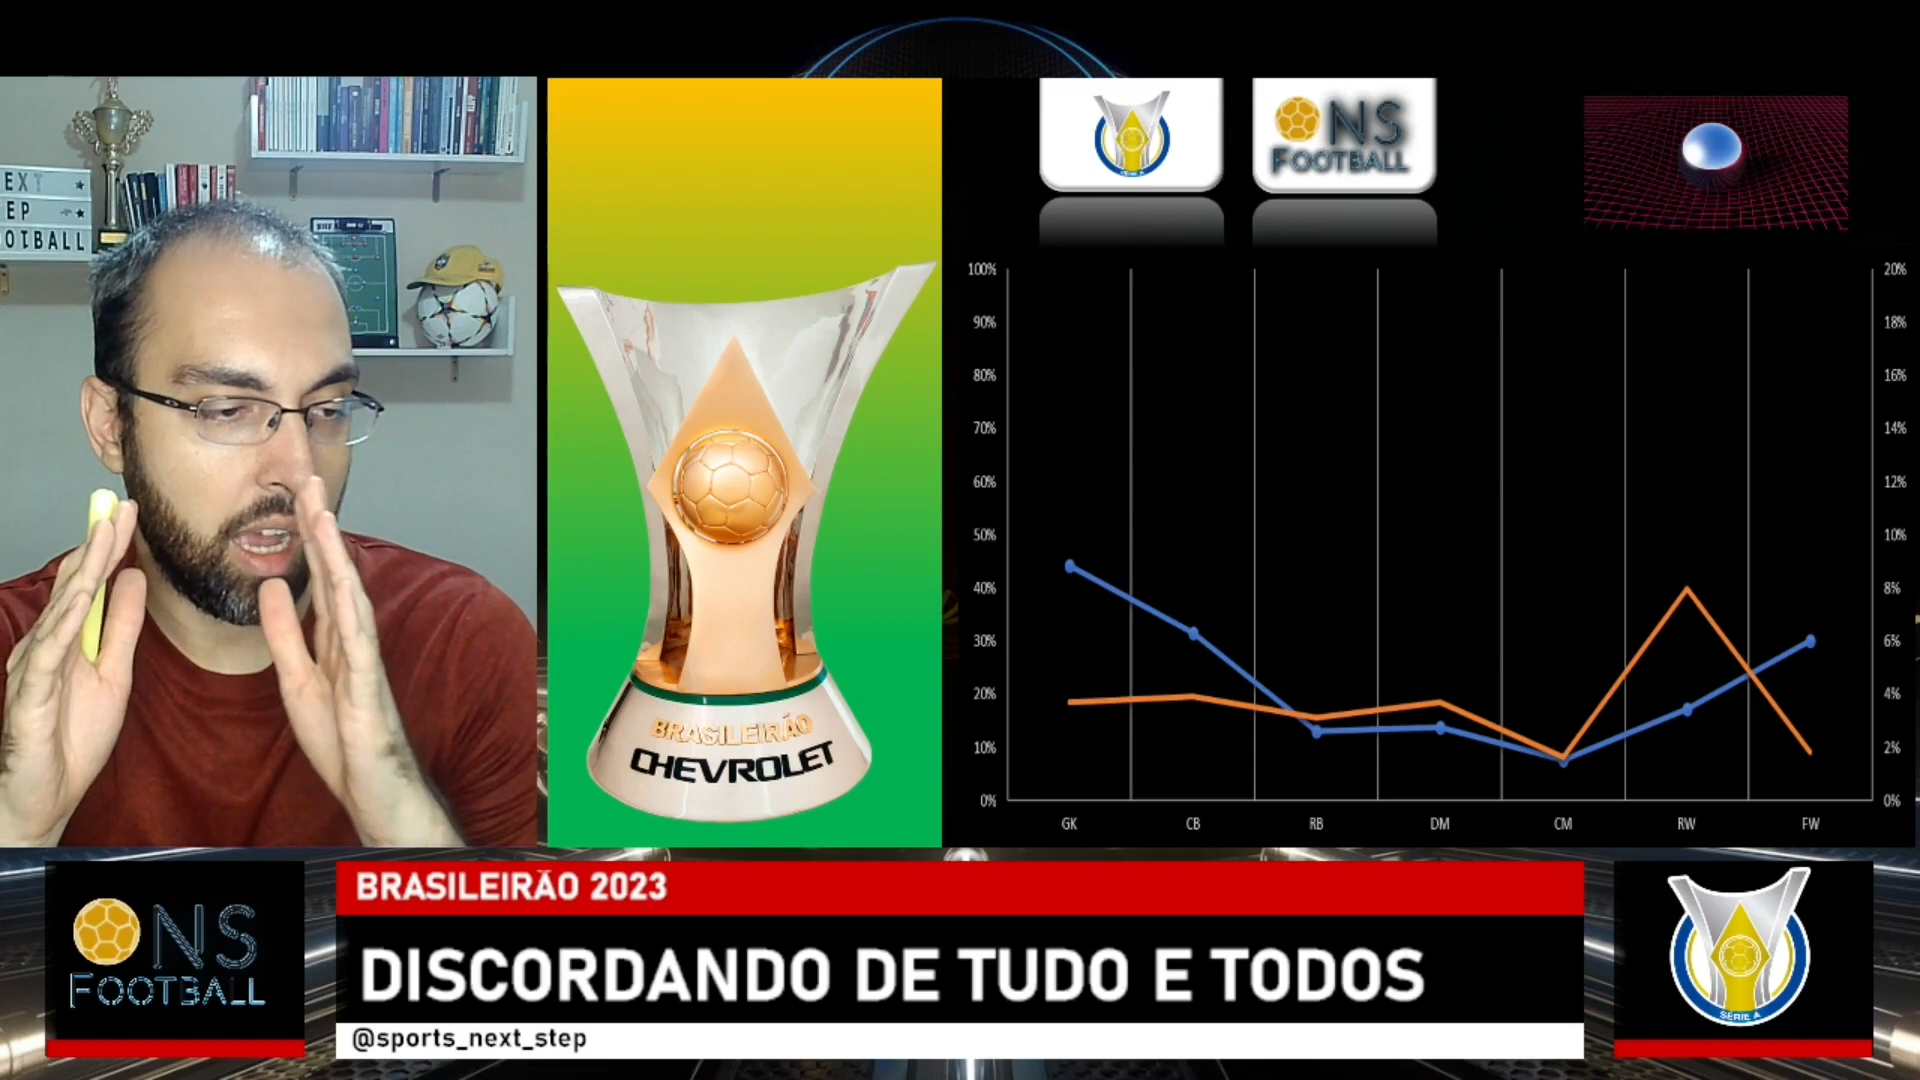 EXT
EP
OTBALL
BRASILEIRÃO
CHEVROLET
NS
FOOTBALL
100%
90%
80%
70%
60%
50%
40%
30%
20%
10%
0%
20%
18%
16%
14%
12%
10%
8%
6%
4%
2%
0%
GK CB RB DM CM RW FW
NS
FOOTBALL
BRASILEIRÃO 2023
DISCORDANDO DE TUDO E TODOS
@sports_next_step
SÉRIE A